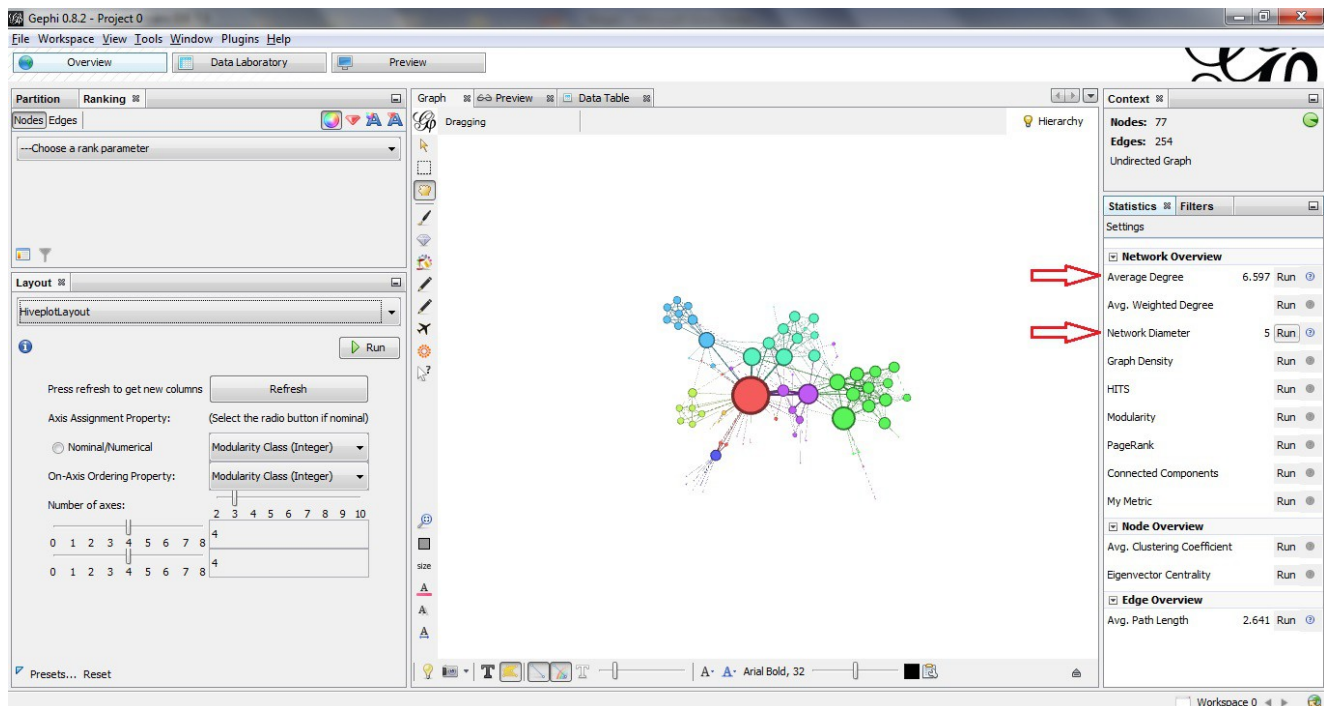 Gephi 0.8.2 - Project 0
File Workspace View Tools Window Plugins Help
Overview
Data Laboratory
Preview
Partition
Ranking
Nodes Edges
---Choose a rank parameter
Layout
HiveplotLayout
Run
Press refresh to get new columns
Refresh
Axis Assignment Property:
(Select the radio button if nominal)
Nominal/Numerical
Modularity Class (Integer)
On-Axis Ordering Property:
Modularity Class (Integer)
Number of axes:
2 3 4 5 6 7 8 9 10
0 1 2 3 4 5 6 7 8
4
0 1 2 3 4 5 6 7 8
4
Presets... Reset
Graph
Preview
Data Table
Dragging
Hierarchy
size
A
A
A
T
T
A- A- Arial Bold, 32
Context
Nodes: 77
Edges: 254
Undirected Graph
Statistics
Filters
Settings
Network Overview
Average Degree 6.597 Run
Avg. Weighted Degree Run
Network Diameter 5 Run
Graph Density Run
HITS Run
Modularity Run
PageRank Run
Connected Components Run
My Metric Run
Node Overview
Avg. Clustering Coefficient Run
Eigenvector Centrality Run
Edge Overview
Avg. Path Length 2.641 Run
Workspace 0